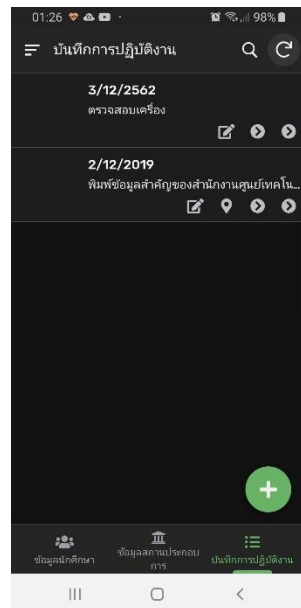 01:26 98%
บันทึกการปฏิบัติงาน
3/12/2562
ตรวจสอบเครื่อง
2/12/2019
พิมพ์ข้อมูลสำคัญของสำนักงานศูนย์เทคโน...
ข้อมูลนักศึกษา
ข้อมูลสถานประกอบ
การ
บันทึกการปฏิบัติงาน